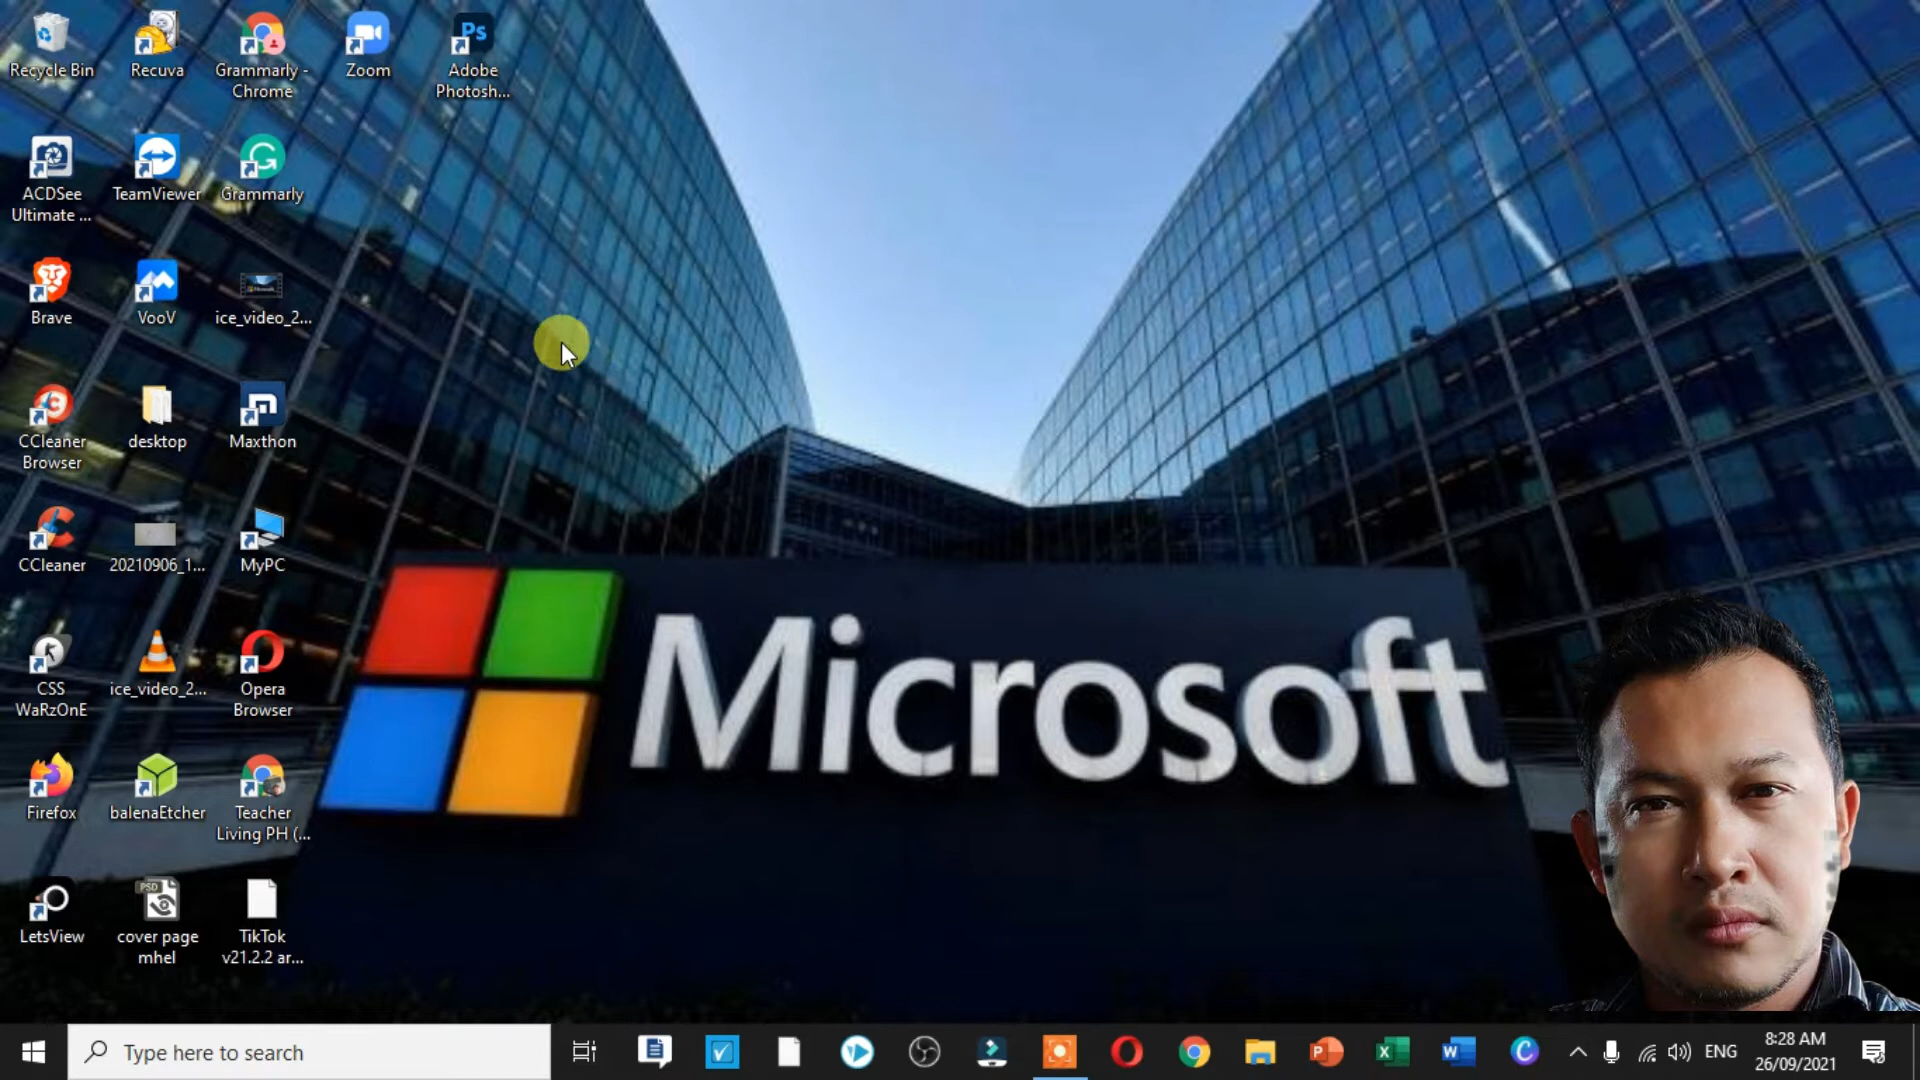 Recycle Bin
Recuva
Grammarly -
Chrome
Zoom
Ps
Adobe
Photosh...
ACDSee
Ultimate ...
TeamViewer
Grammarly
Brave
VooV
ice_video_2...
CCleaner
Browser
desktop
Maxthon
CCleaner
20210906_1...
MyPC
CSS
WaRzOnE
ice_video_2...
Opera
Browser
Firefox
balenaEtcher
Teacher
Living PH (...
LetsView
PSD
cover page
mhel
TikTok
v21.2.2 ar...
Microsoft
Type here to search
ENG
8:28 AM
26/09/2021